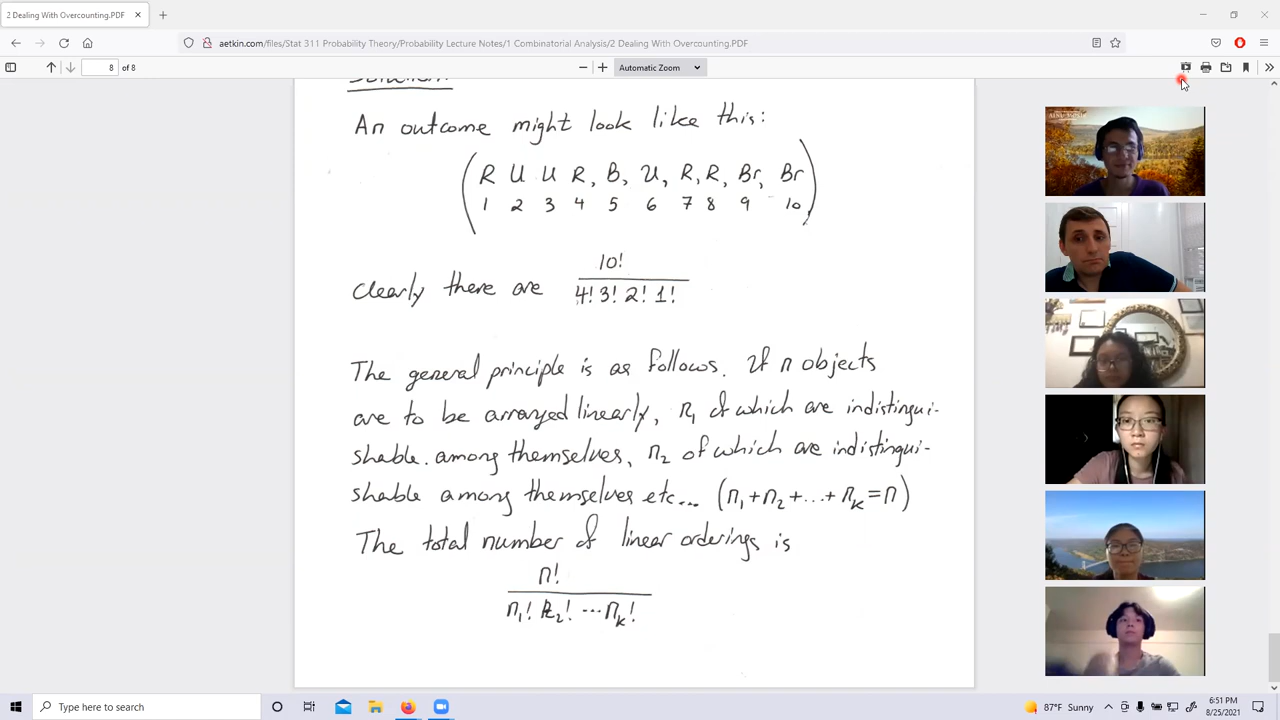 2 Dealing With Overcounting.PDF
aetkin.com/files/Stat 311 Probability Theory/Probability Lecture Notes/1 Combinatorial Analysis/2 Dealing With Overcounting.PDF
8 of 8
Automatic Zoom
Solution
An outcome might look like this:
(R U U R, B, U, R, R, Br, Br)
1 2 3 4 5 6 7 8 9 10
10!
Clearly there are
4! 3! 2! 1!
The general principle is as follows. If n objects
are to be arranged linearly, n₁ of which are indistingui-
shable. among themselves, n₂ of which are indistingui-
shable among themselves etc... (n₁+n₂+...+n_k=n)
The total number of linear orderings is
n!
n₁! n₂! ... n_k!
Type here to search
87°F Sunny
6:51 PM
8/25/2021